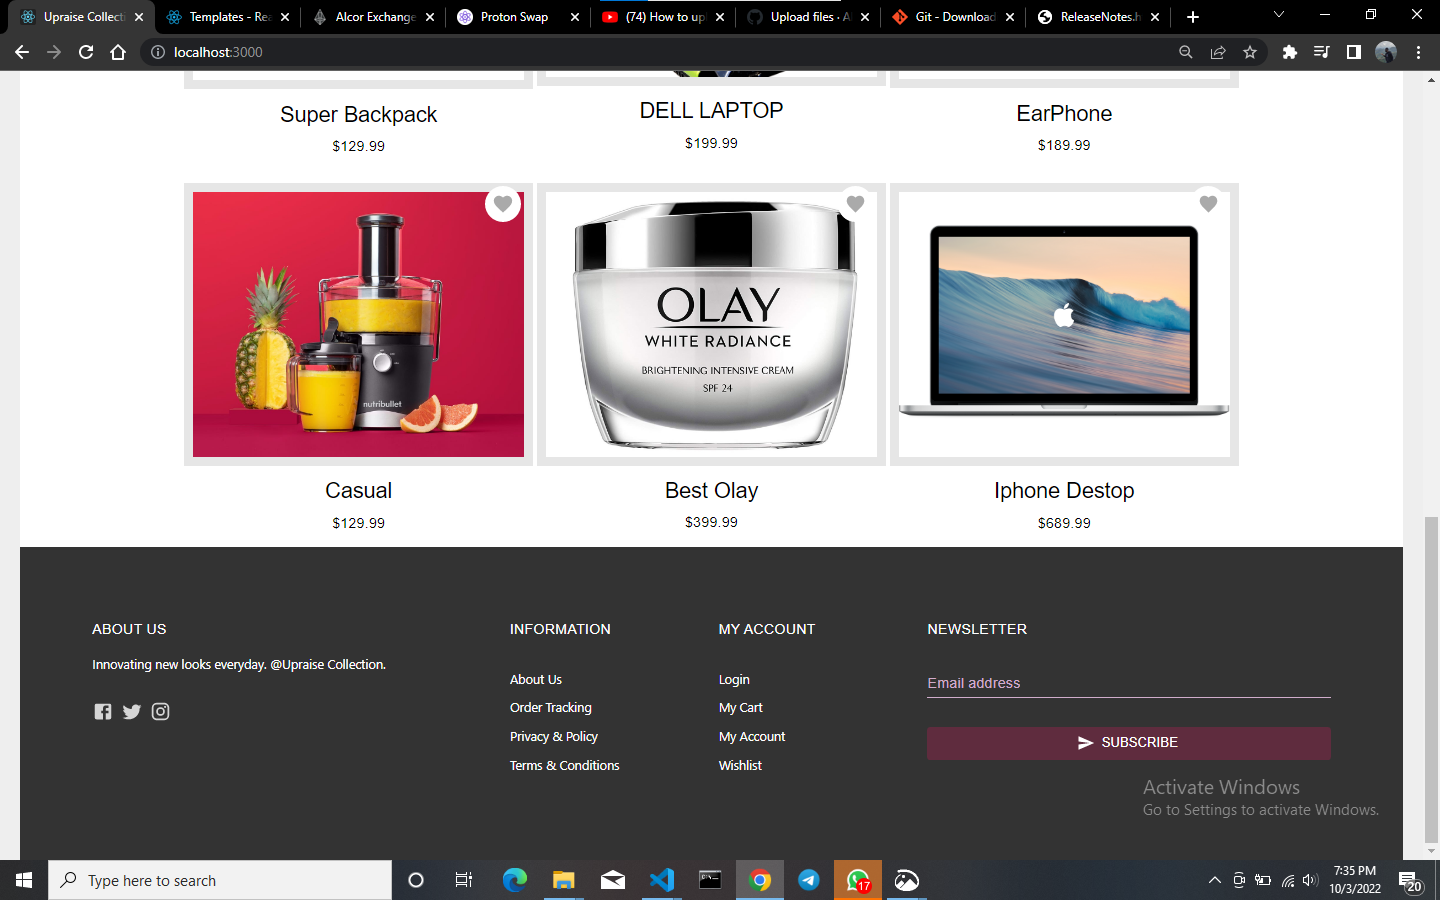 Upraise Collecti
Templates - Rea
Alcor Exchange
Proton Swap
(74) How to up
Upload files · A
Git - Download
ReleaseNotes.h
localhost:3000
Super Backpack
$129.99
DELL LAPTOP
$199.99
EarPhone
$189.99
nutribullet
OLAY
WHITE RADIANCE
BRIGHTENING INTENSIVE CREAM
SPF 24
Casual
$129.99
Best Olay
$399.99
Iphone Destop
$689.99
ABOUT US
Innovating new looks everyday. @Upraise Collection.
INFORMATION
About Us
Order Tracking
Privacy & Policy
Terms & Conditions
MY ACCOUNT
Login
My Cart
My Account
Wishlist
NEWSLETTER
Email address
SUBSCRIBE
Activate Windows
Go to Settings to activate Windows.
Type here to search
17
7:35 PM
10/3/2022
20